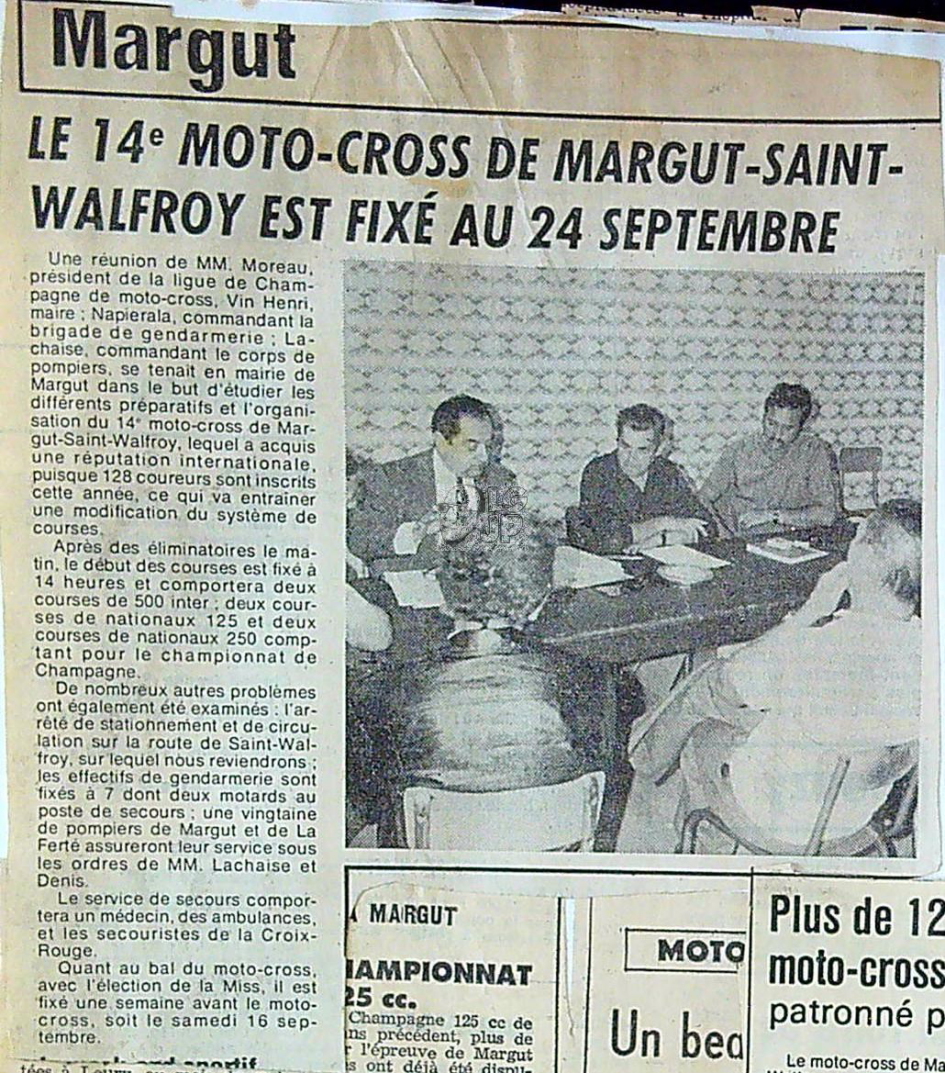 Margut
LE 14e MOTO-CROSS DE MARGUT-SAINT-
WALFROY EST FIXÉ AU 24 SEPTEMBRE
Une réunion de MM. Moreau,
président de la ligue de Cham-
pagne de moto-cross, Vin Henri,
maire ; Napierala, commandant la
brigade de gendarmerie ; La-
chaise, commandant le corps de
pompiers, se tenait en mairie de
Margut dans le but d'étudier les
différents préparatifs et l'organi-
sation du 14e moto-cross de Mar-
gut-Saint-Walfroy, lequel a acquis
une réputation internationale,
puisque 128 coureurs sont inscrits
cette année, ce qui va entraîner
une modification du système de
courses.
Après des éliminatoires le ma-
tin, le début des courses est fixé à
14 heures et comportera deux
courses de 500 inter ; deux cour-
ses de nationaux 125 et deux
courses de nationaux 250 comp-
tant pour le championnat de
Champagne.
De nombreux autres problèmes
ont également été examinés : l'ar-
rêté de stationnement et de circu-
lation sur la route de Saint-Wal-
froy, sur lequel nous reviendrons ;
les effectifs de gendarmerie sont
fixés à 7 dont deux motards au
poste de secours ; une vingtaine
de pompiers de Margut et de La
Ferté assureront leur service sous
les ordres de MM. Lachaise et
Denis.
Le service de secours compor-
tera un médecin, des ambulances,
et les secouristes de la Croix-
Rouge.
Quant au bal du moto-cross,
avec l'élection de la Miss, il est
fixé une semaine avant le moto-
cross, soit le samedi 16 sep-
tembre.
MARGUT
HAMPIONNAT
25 cc.
Champagne 125 cc de
ns précédent, plus de
r l'épreuve de Margut
s ont déjà été dispu-
MOTO
Un bea
Plus de 12
moto-cross
patronné p
Le moto-cross de Ma